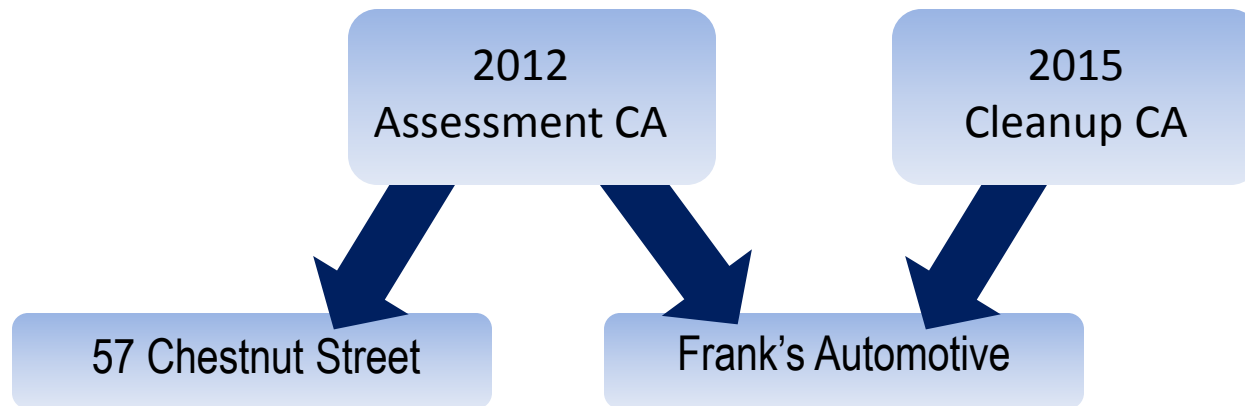 2012
Assessment CA
2015
Cleanup CA
57 Chestnut Street
Frank's Automotive